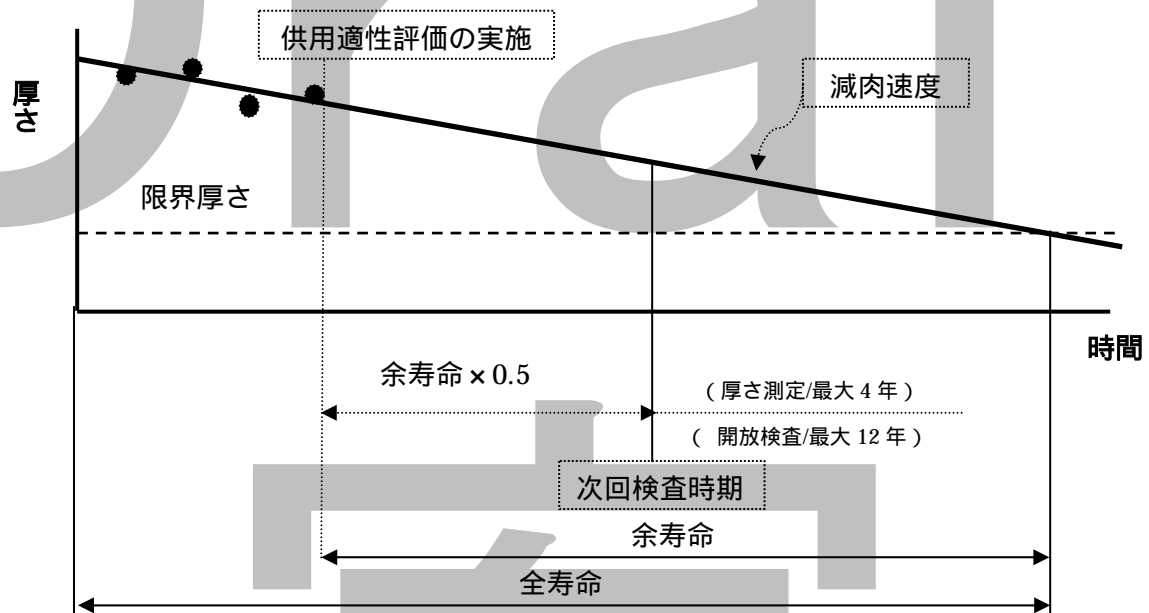 供用適性評価の実施
減肉速度
厚さ
限界厚さ
時間
余寿命×0.5
（厚さ測定/最大 4 年）
（ 開放検査/最大 12 年）
次回検査時期
余寿命
全寿命